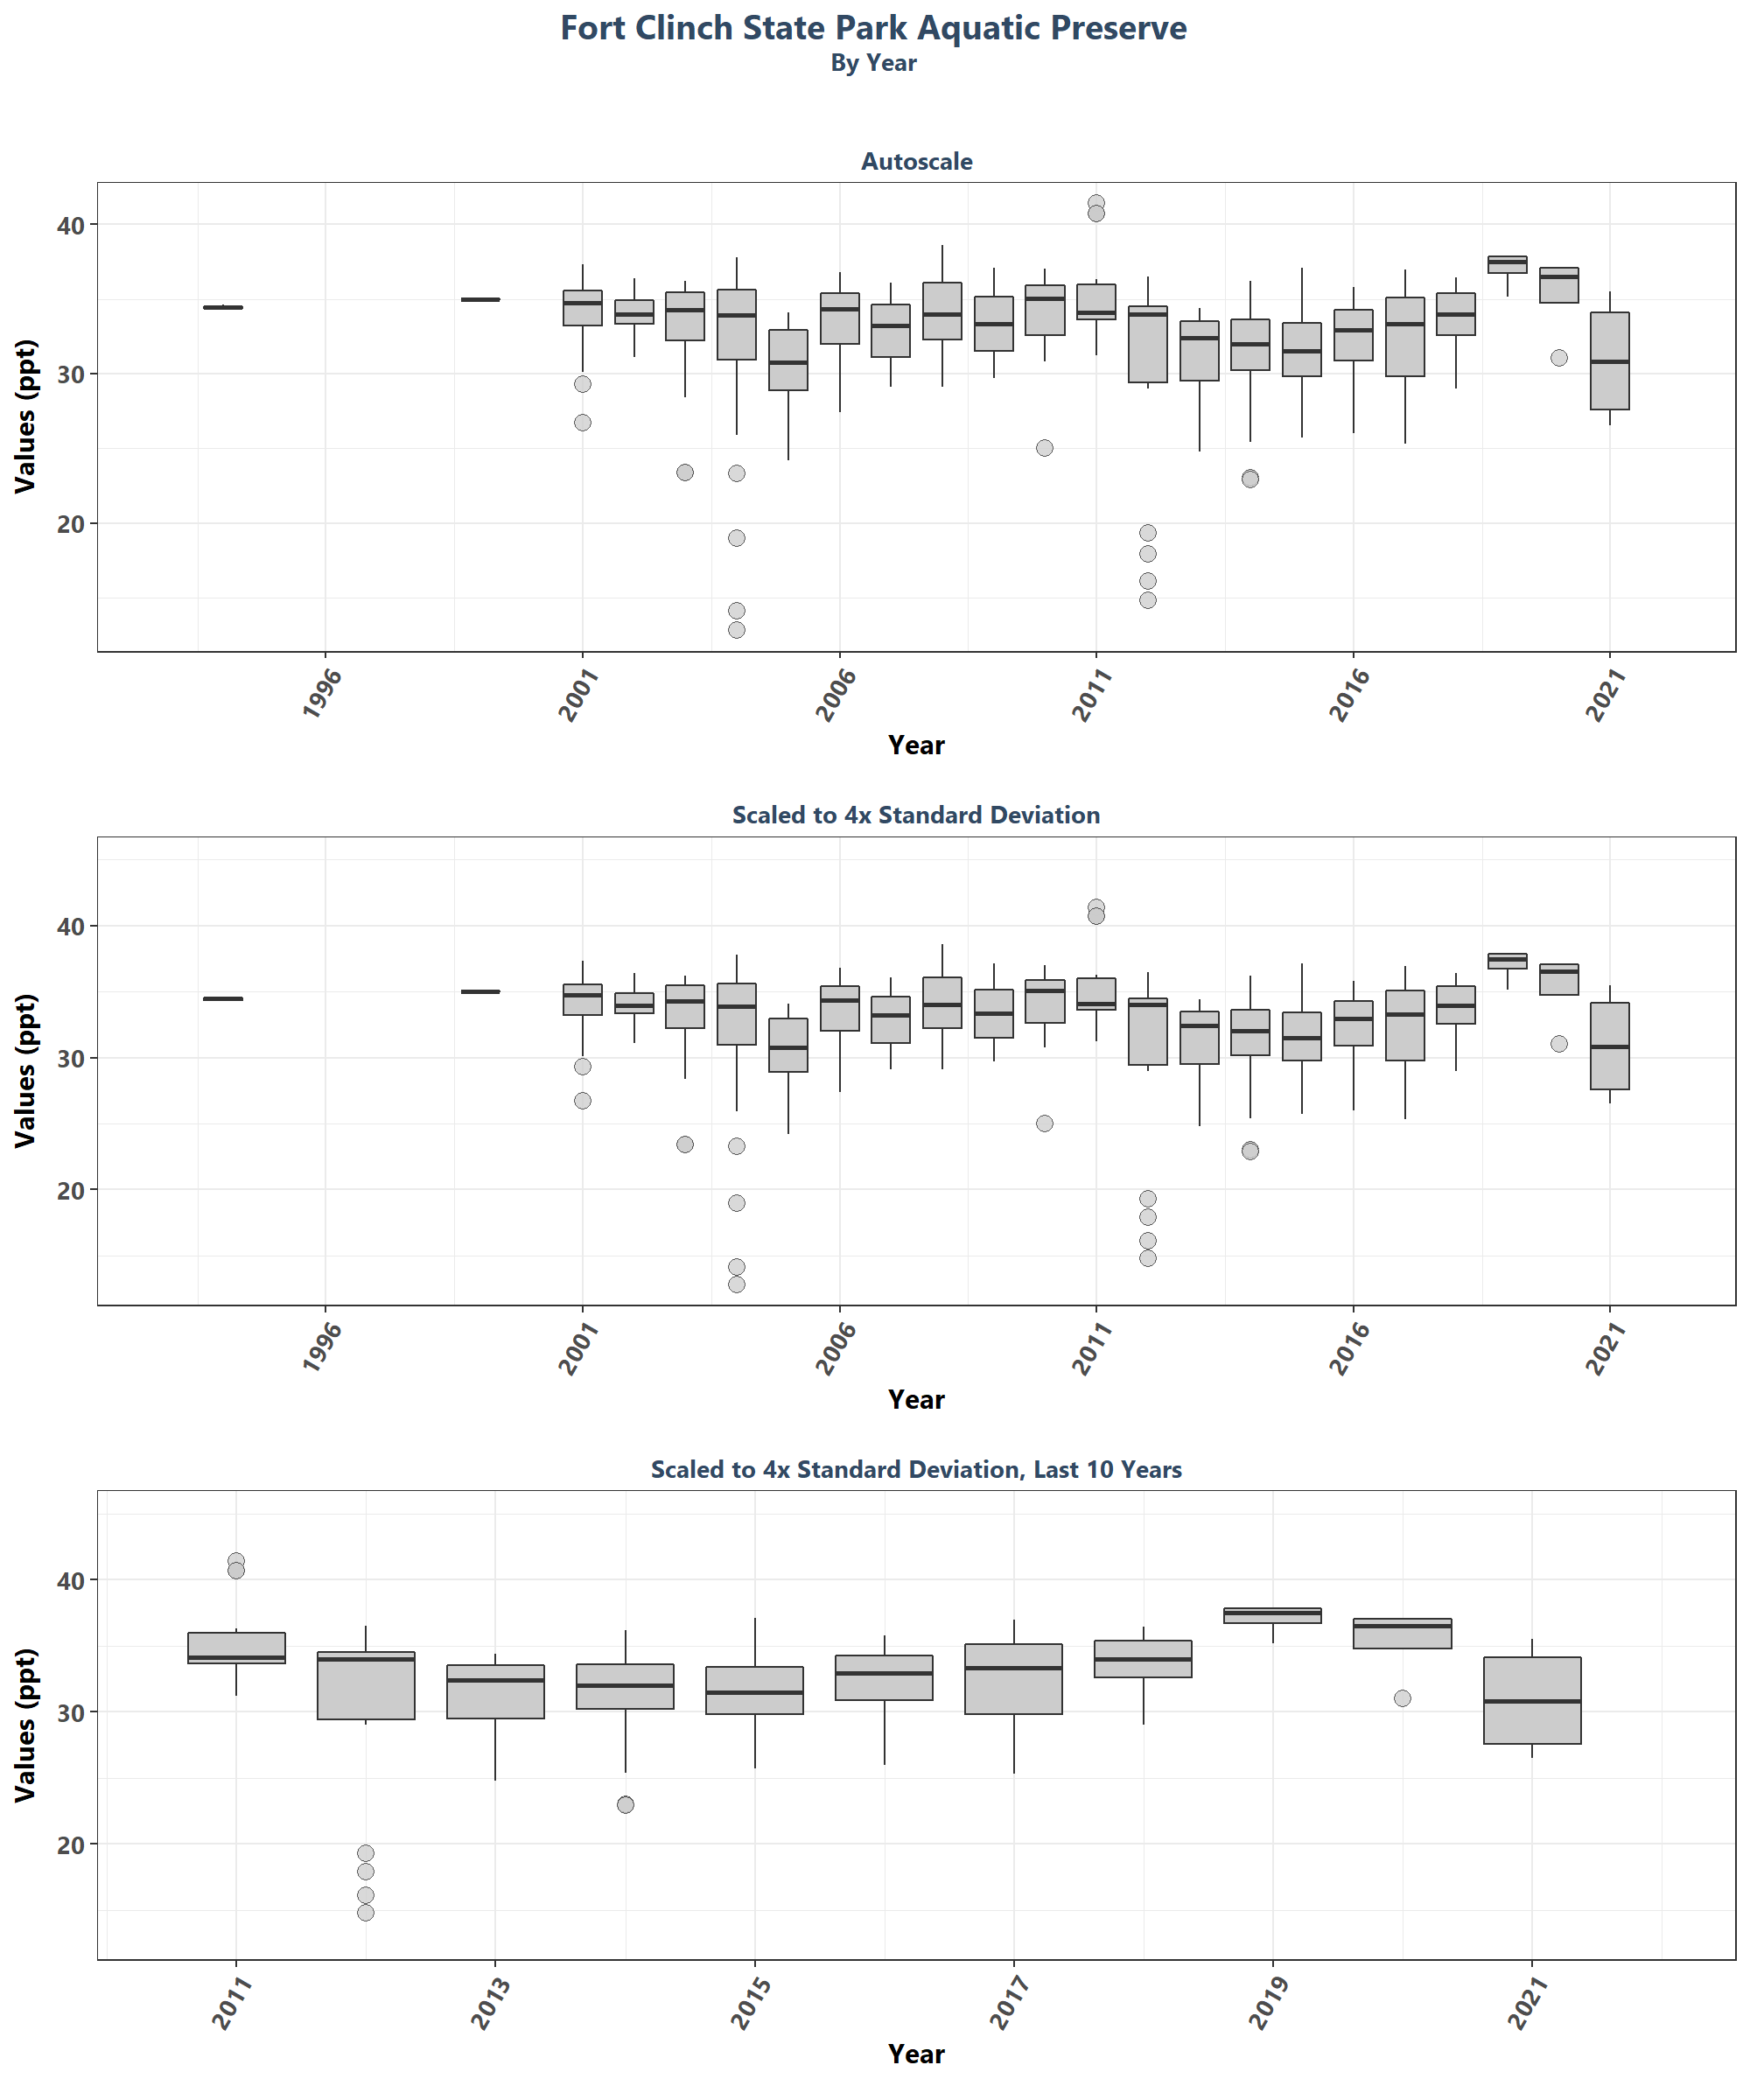 Fort Clinch State Park Aquatic Preserve
By Year
Autoscale
Values (ppt)
40
30
20
1996
2001
2006
2011
2016
2021
Year
Scaled to 4x Standard Deviation
Values (ppt)
40
30
20
1996
2001
2006
2011
2016
2021
Year
Scaled to 4x Standard Deviation, Last 10 Years
Values (ppt)
40
30
20
2011
2013
2015
2017
2019
2021
Year